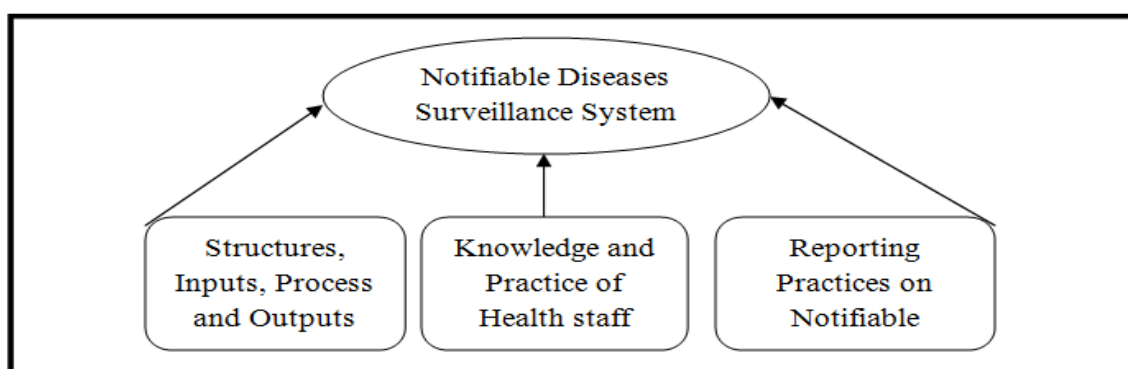 Notifiable Diseases
Surveillance System
Structures,
Inputs, Process
and Outputs
Knowledge and
Practice of
Health staff
Reporting
Practices on
Notifiable